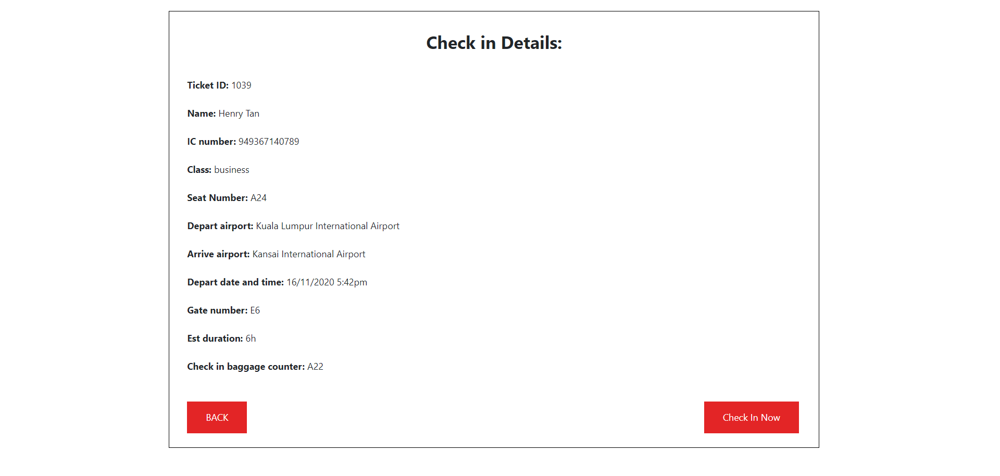 Check in Details:
Ticket ID: 1039
Name: Henry Tan
IC number: 949367140789
Class: business
Seat Number: A24
Depart airport: Kuala Lumpur International Airport
Arrive airport: Kansai International Airport
Depart date and time: 16/11/2020 5:42pm
Gate number: E6
Est duration: 6h
Check in baggage counter: A22
BACK
Check In Now